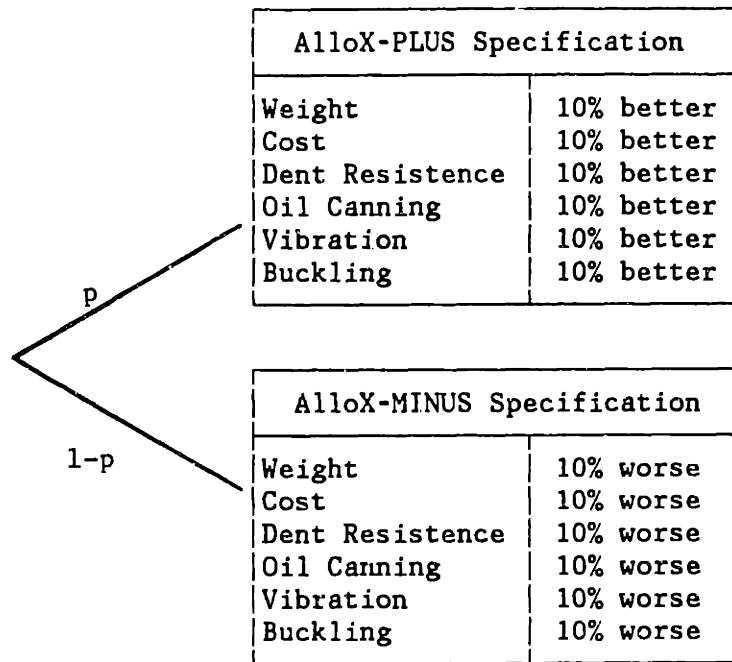 AlloX-PLUS Specification
Weight 10% better
Cost 10% better
Dent Resistence 10% better
Oil Canning 10% better
Vibration 10% better
Buckling 10% better
p
AlloX-MINUS Specification
1-p
Weight 10% worse
Cost 10% worse
Dent Resistence 10% worse
Oil Canning 10% worse
Vibration 10% worse
Buckling 10% worse